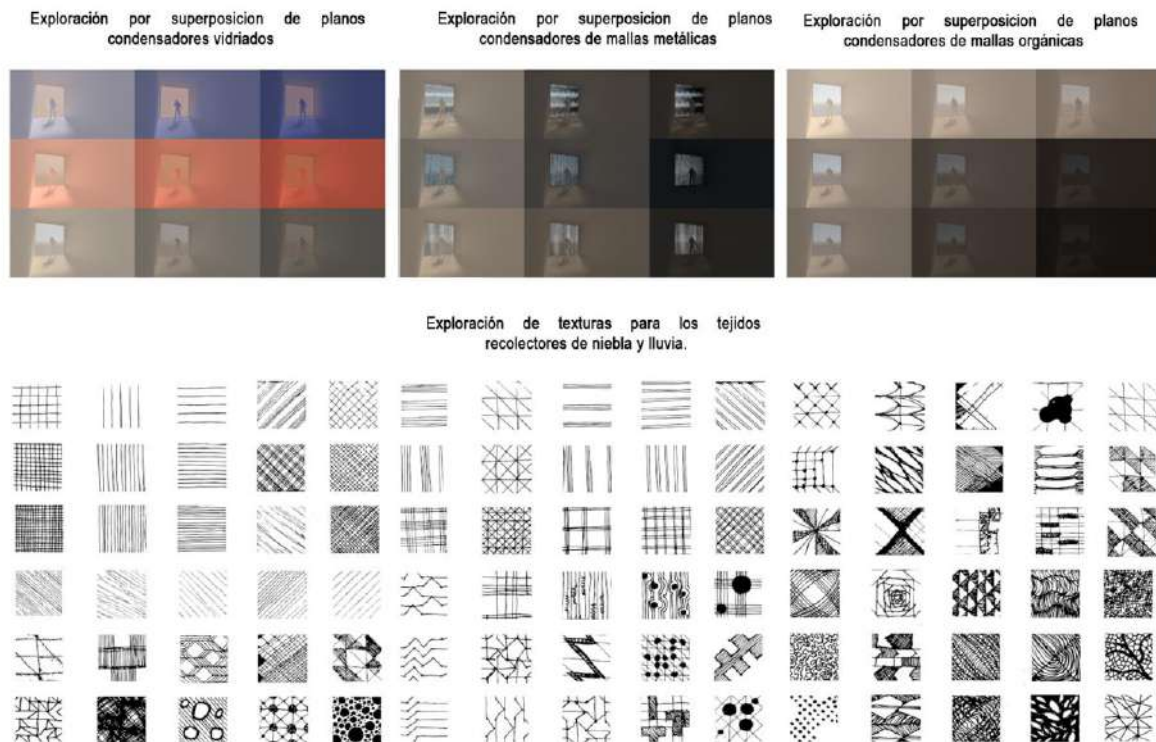 Exploración por superposicion de planos
condensadores vidriados
Exploración por superposicion de planos
condensadores de mallas metálicas
Exploración por superposicion de planos
condensadores de mallas orgánicas
Exploración de texturas para los tejidos
recolectores de niebla y lluvia.